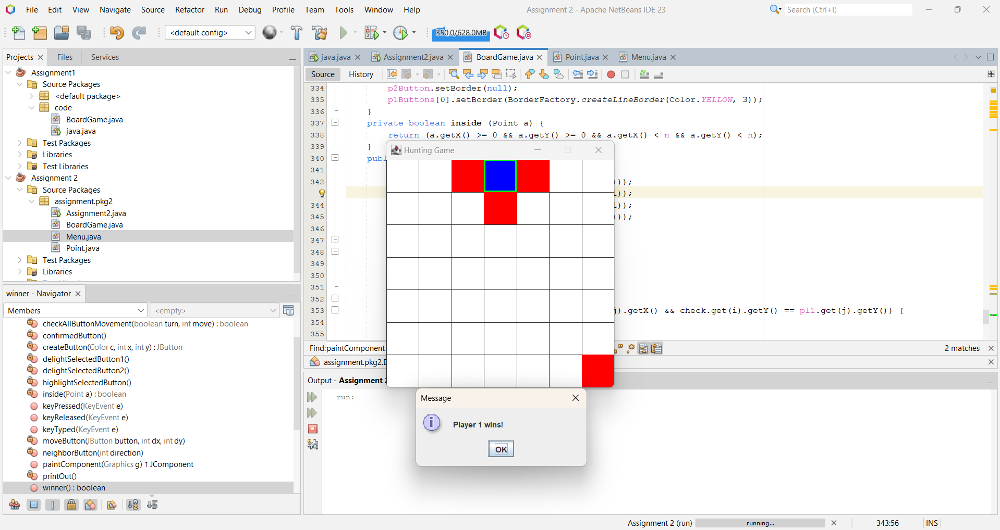 File Edit View Navigate Source Refactor Run Debug Profile Team Tools Window Help
Assignment 2 - Apache NetBeans IDE 23
Search (Ctrl+I)
<default config>
350.0/628.0MB
Projects Files Services
Assignment1
Source Packages
<default package>
code
BoardGame.java
java.java
Test Packages
Libraries
Test Libraries
Assignment 2
Source Packages
assignment.pkg2
Assignment2.java
BoardGame.java
Menu.java
Point.java
Test Packages
Libraries
winner - Navigator
Members
<empty>
checkAllButtonMovement(boolean turn, int move) : boolean
confirmedButton()
createButton(Color c, int x, int y) : JButton
delightSelectedButton1()
delightSelectedButton2()
highlightSelectedButton()
inside(Point a) : boolean
keyPressed(KeyEvent e)
keyReleased(KeyEvent e)
keyTyped(KeyEvent e)
moveButton(JButton button, int dx, int dy)
neighborButton(int direction)
paintComponent(Graphics g) ↑ JComponent
printOut()
winner() : boolean
java.java Assignment2.java BoardGame.java Point.java Menu.java
Source History
334 p2Button.setBorder(null);
335 p1Buttons[0].setBorder(BorderFactory.createLineBorder(Color.YELLOW, 3));
336 }
337 private boolean inside (Point a) {
338 return (a.getX() >= 0 && a.getY() >= 0 && a.getX() < n && a.getY() < n);
339 }
340 publ
341
342 ));
));
344 ));
345 ));
346
347
348
349
350
351
352
353 j).getX() && check.get(i).getY() == pl1.get(j).getY()) {
354
355
Hunting Game
Find: paintComponent
2 matches
assignment.pkg2.
Output - Assignment 2
run:
Message
Player 1 wins!
OK
Assignment 2 (run) running... 343:56 INS